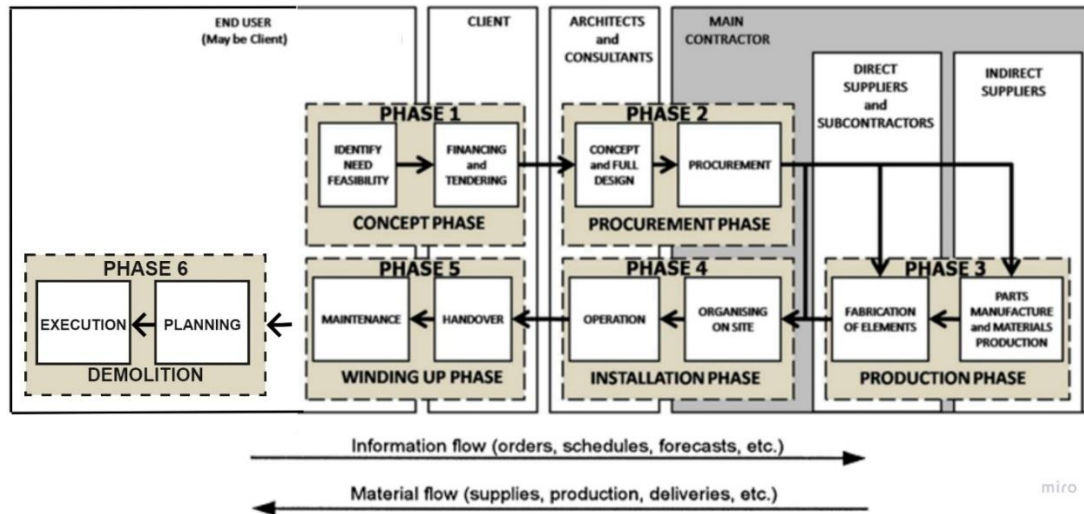 END USER
(May be Client)
CLIENT
ARCHITECTS
and
CONSULTANTS
MAIN
CONTRACTOR
DIRECT
SUPPLIERS
and
SUBCONTRACTORS
INDIRECT
SUPPLIERS
PHASE 1
IDENTIFY
NEED
FEASIBILITY
FINANCING
and
TENDERING
CONCEPT PHASE
PHASE 2
CONCEPT
and FULL
DESIGN
PROCUREMENT
PROCUREMENT PHASE
PHASE 6
EXECUTION
PLANNING
DEMOLITION
PHASE 5
MAINTENANCE
HANDOVER
WINDING UP PHASE
PHASE 4
OPERATION
ORGANISING
ON SITE
INSTALLATION PHASE
PHASE 3
FABRICATION
OF ELEMENTS
PARTS
MANUFACTURE
and MATERIALS
PRODUCTION
PRODUCTION PHASE
Information flow (orders, schedules, forecasts, etc.)
Material flow (supplies, production, deliveries, etc.)
miro